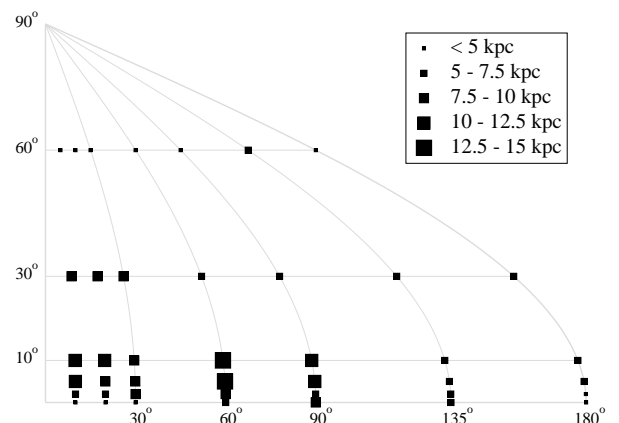 90°
< 5 kpc
5 - 7.5 kpc
7.5 - 10 kpc
10 - 12.5 kpc
12.5 - 15 kpc
60°
30°
10°
30° 60° 90° 135° 180°